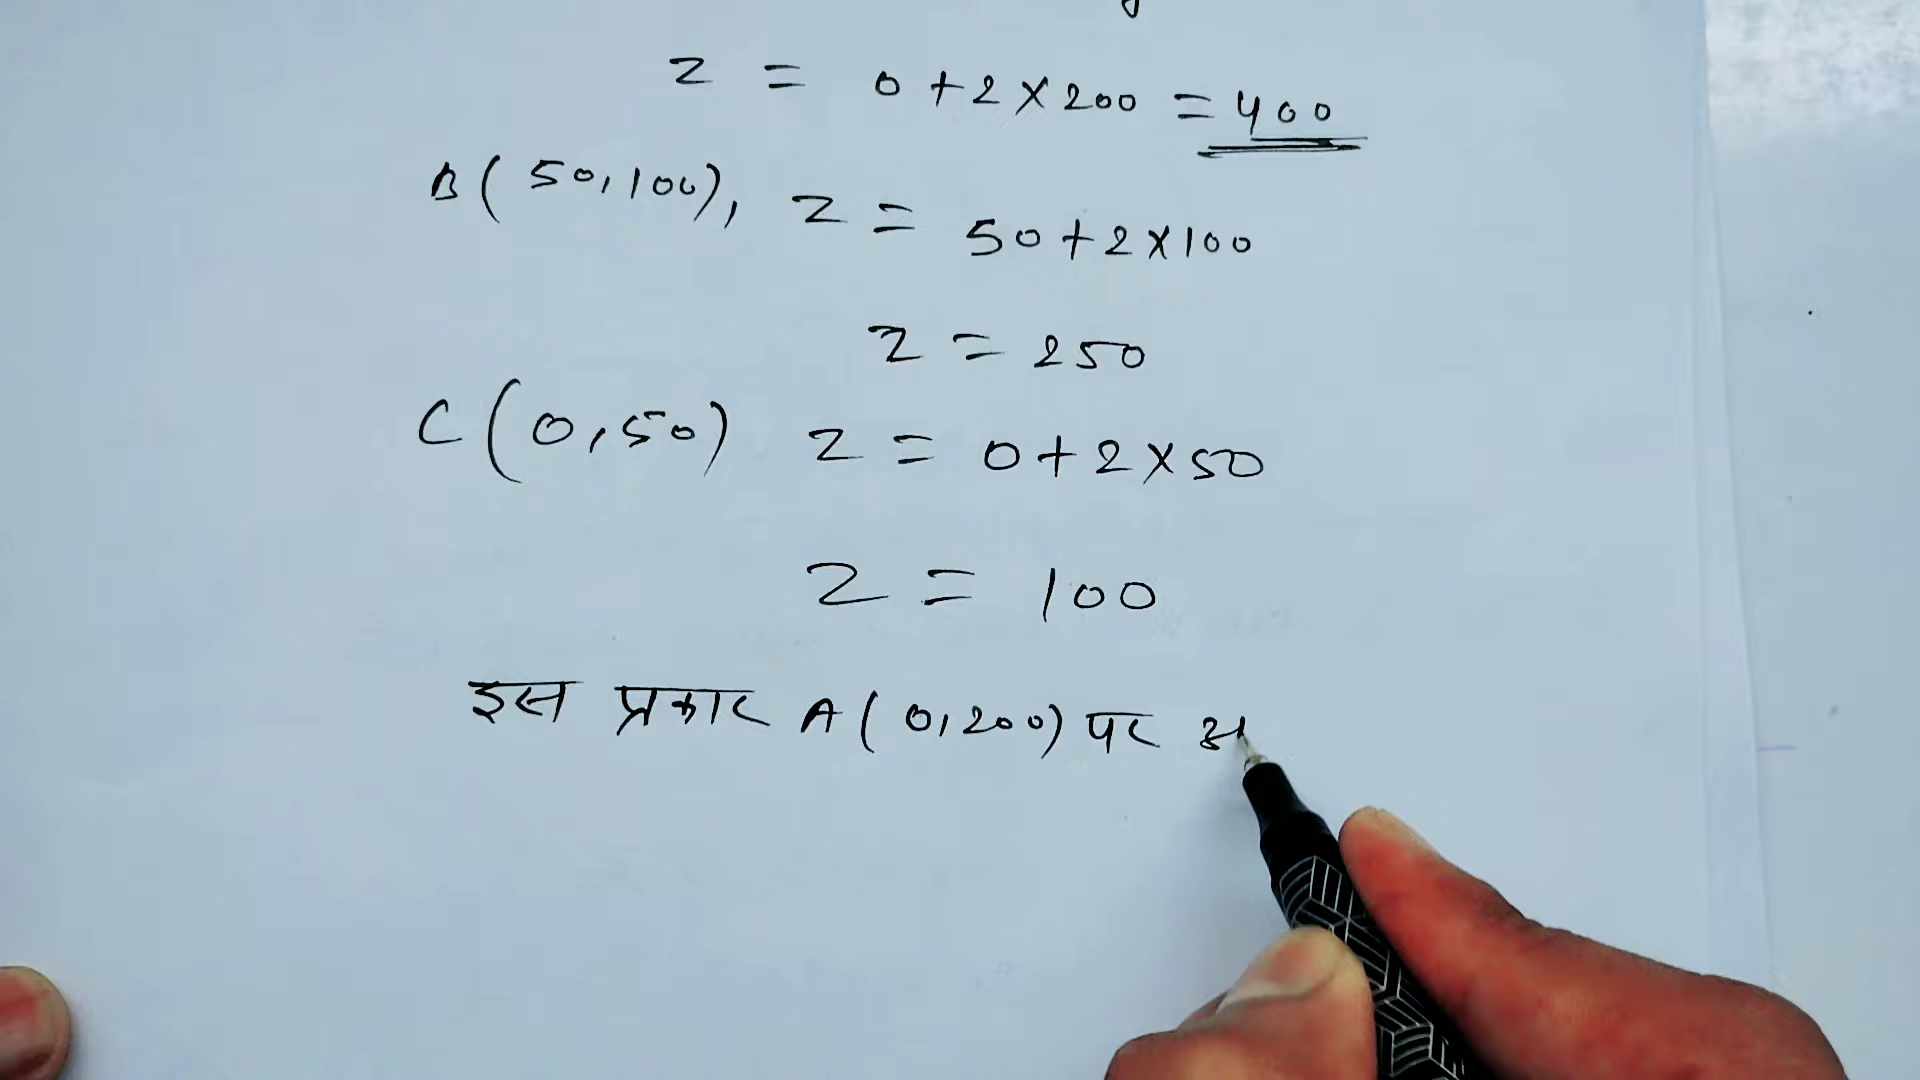 z = 0+2×200 = 400
B(50,100), z = 50+2×100
z = 250
C(0,50) z = 0+2×50
z = 100
इस प्रकार A(0,200) पर अ